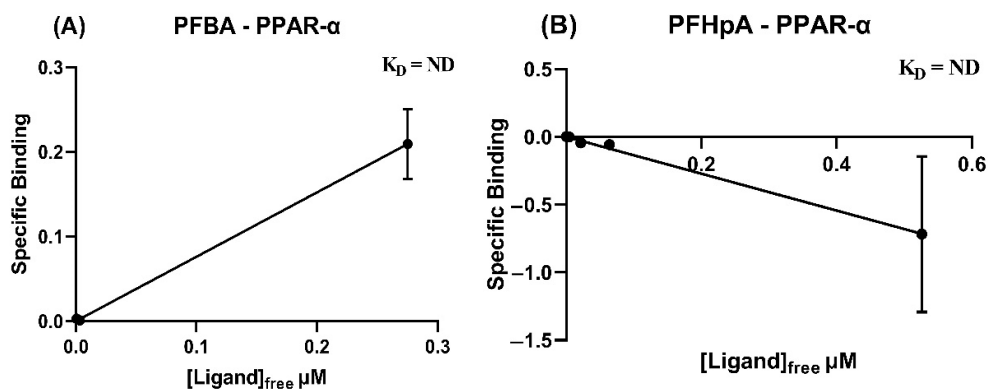 (A) PFBA - PPAR-α
K_D = ND
Specific Binding
0.3
0.2
0.1
0.0
0.0 0.1 0.2 0.3
[Ligand]free µM
(B) PFHpA - PPAR-α
K_D = ND
Specific Binding
0.5
0.0
−0.5
−1.0
−1.5
0.2 0.4 0.6
[Ligand]free µM